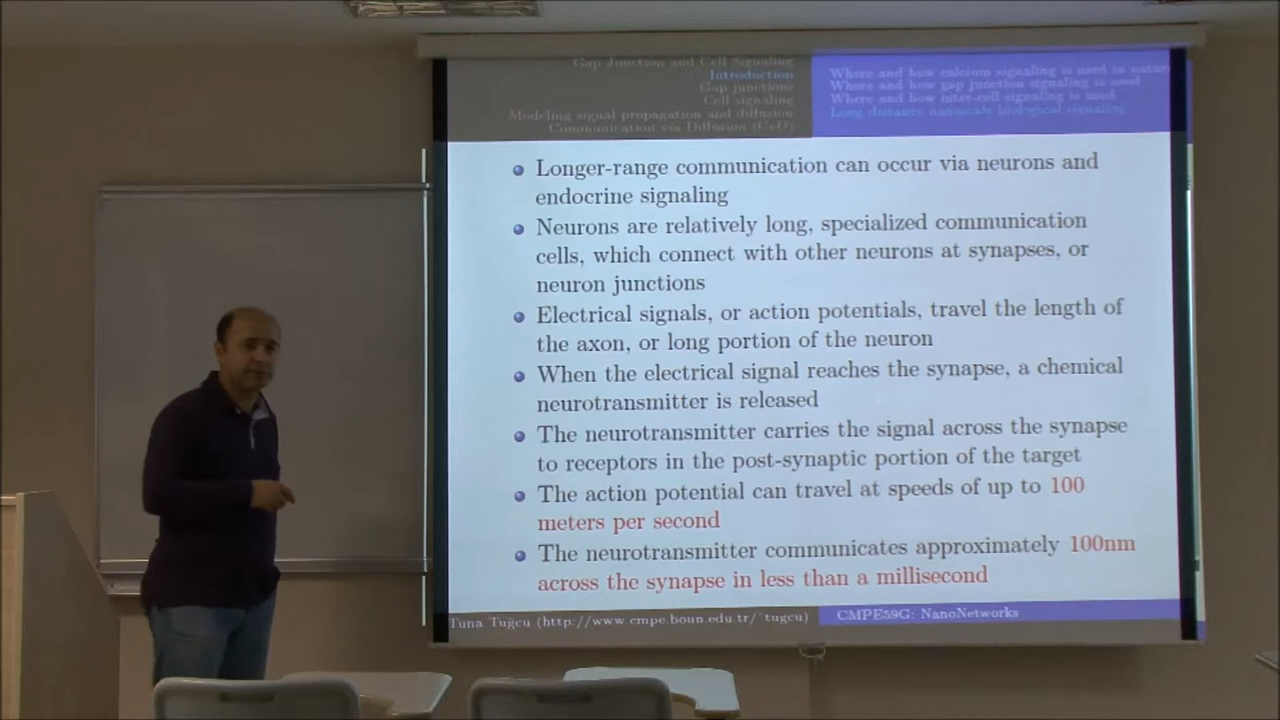 Gap Junction and Cell Signaling
Introduction
Gap junctions
Cell signaling
Modeling signal propagation and diffusion
Communication via Diffusion (CvD)
Where and how calcium signaling is used in natur
Where and how gap junction signaling is used
Where and how inter-cell signaling is used
Long distance nanoscale biological signaling
Longer-range communication can occur via neurons and
endocrine signaling
Neurons are relatively long, specialized communication
cells, which connect with other neurons at synapses, or
neuron junctions
Electrical signals, or action potentials, travel the length of
the axon, or long portion of the neuron
When the electrical signal reaches the synapse, a chemical
neurotransmitter is released
The neurotransmitter carries the signal across the synapse
to receptors in the post-synaptic portion of the target
The action potential can travel at speeds of up to 100
meters per second
The neurotransmitter communicates approximately 100nm
across the synapse in less than a millisecond
Tuna Tuğcu (http://www.cmpe.boun.edu.tr/~tugcu)
CMPE59G: NanoNetworks